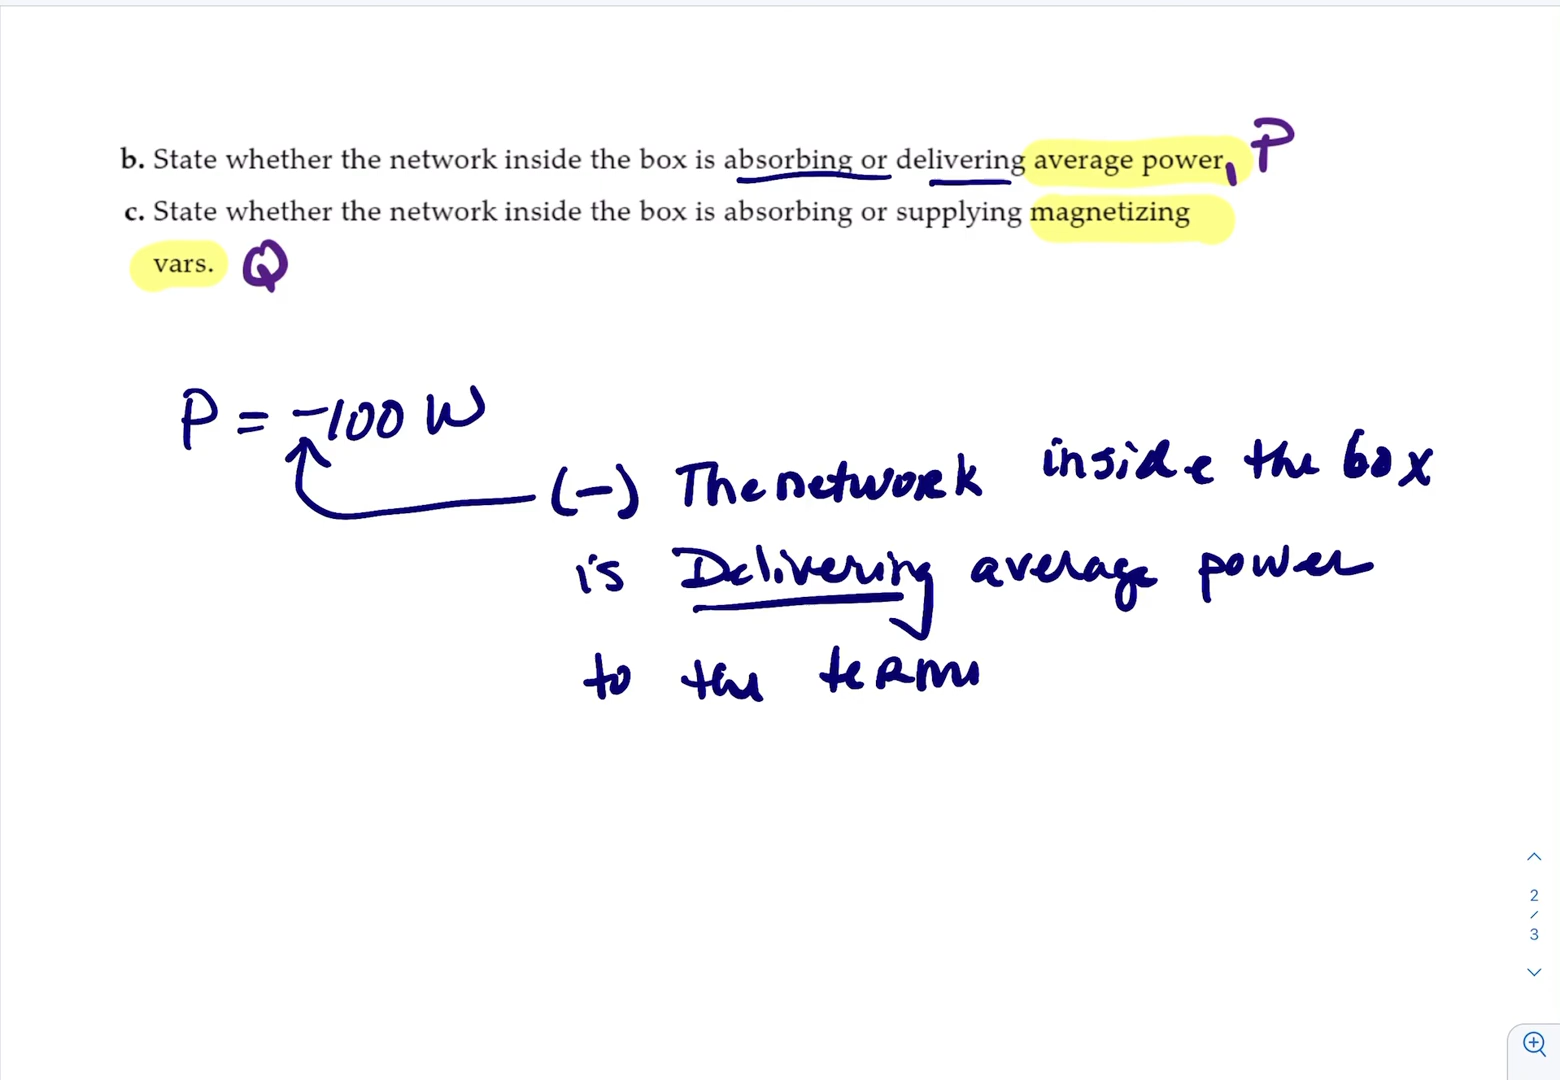 b. State whether the network inside the box is absorbing or delivering average power, P
c. State whether the network inside the box is absorbing or supplying magnetizing
vars. Q
P = -100 W
(-) The network inside the box
is Delivering average power
to the termi
2
/
3